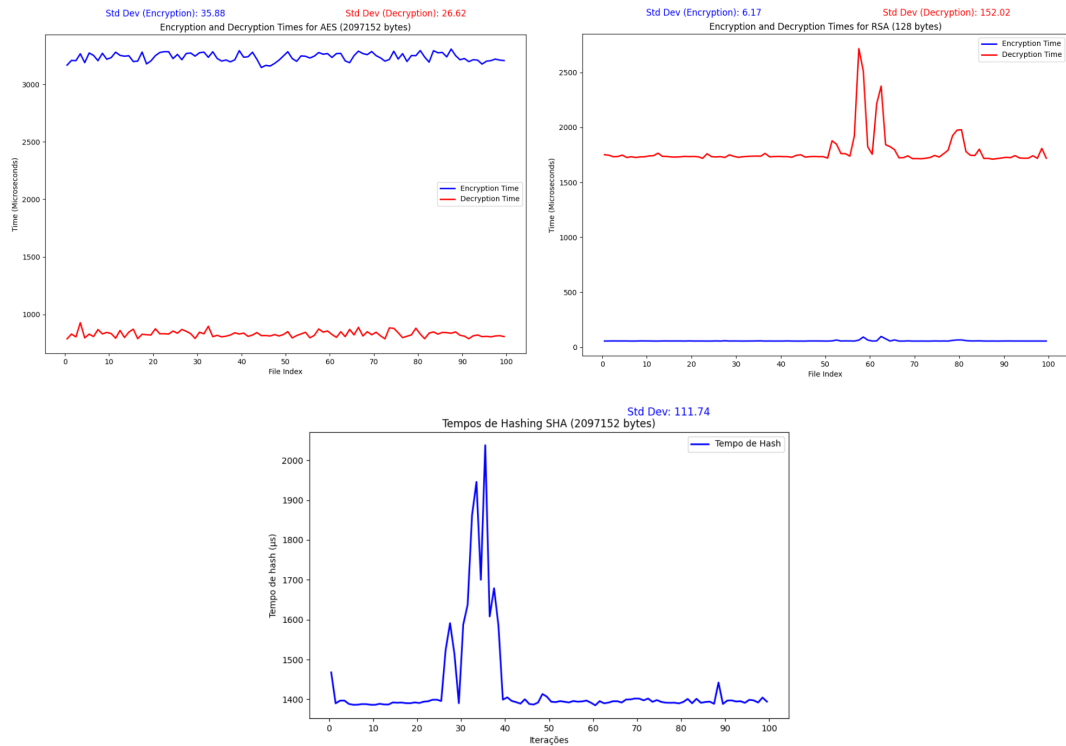 Std Dev (Encryption): 35.88
Std Dev (Decryption): 26.62
Encryption and Decryption Times for AES (2097152 bytes)
Time (Microseconds)
3000
2500
2000
1500
1000
Encryption Time
Decryption Time
0 10 20 30 40 50 60 70 80 90 100
File Index
Std Dev (Encryption): 6.17
Std Dev (Decryption): 152.02
Encryption and Decryption Times for RSA (128 bytes)
Time (Microseconds)
2500
2000
1500
1000
500
0
Encryption Time
Decryption Time
0 10 20 30 40 50 60 70 80 90 100
File Index
Std Dev: 111.74
Tempos de Hashing SHA (2097152 bytes)
Tempo de hash (µs)
2000
1900
1800
1700
1600
1500
1400
Tempo de Hash
0 10 20 30 40 50 60 70 80 90 100
Iterações